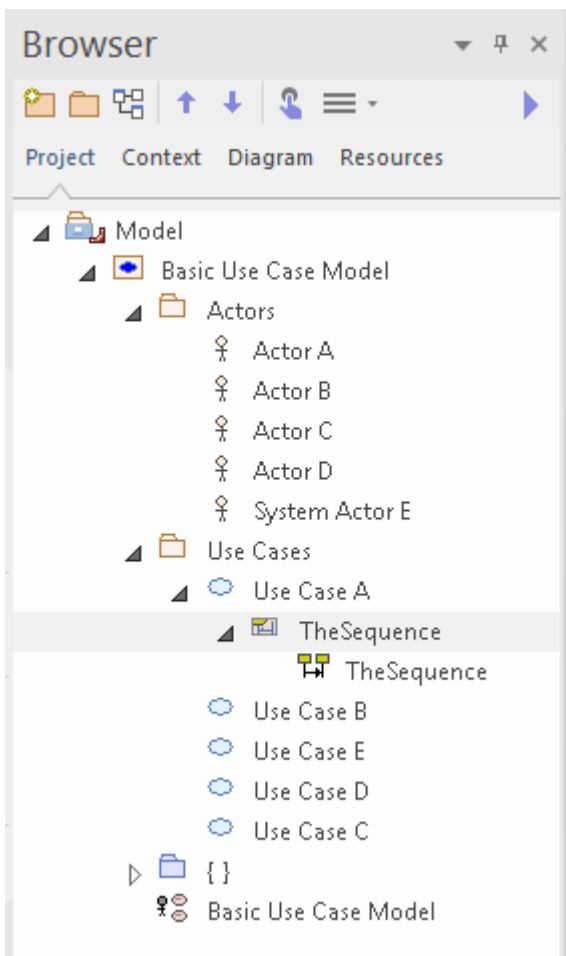 Browser
Project Context Diagram Resources
Model
Basic Use Case Model
Actors
Actor A
Actor B
Actor C
Actor D
System Actor E
Use Cases
Use Case A
TheSequence
TheSequence
Use Case B
Use Case E
Use Case D
Use Case C
{ }
Basic Use Case Model